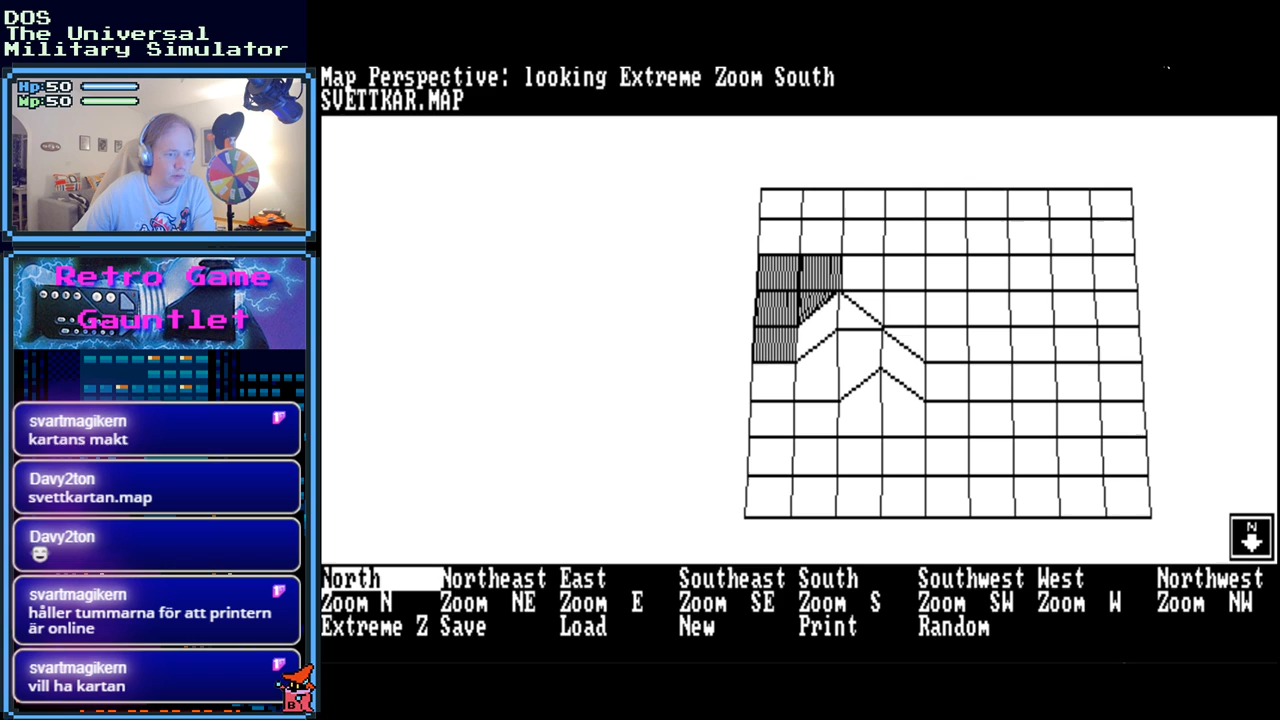 DOS
The Universal
Military Simulator
Hp:50
Mp:50
Retro Game
Gauntlet
svartmagikern
kartans makt
Davy2ton
svettkartan.map
Davy2ton
svartmagikern
håller tummarna för att printern
är online
svartmagikern
vill ha kartan
Map Perspective: looking Extreme Zoom South
SVETTKAR.MAP
N
North Northeast East Southeast South Southwest West Northwest
Zoom N Zoom NE Zoom E Zoom SE Zoom S Zoom SW Zoom W Zoom NW
Extreme Z Save Load New Print Random